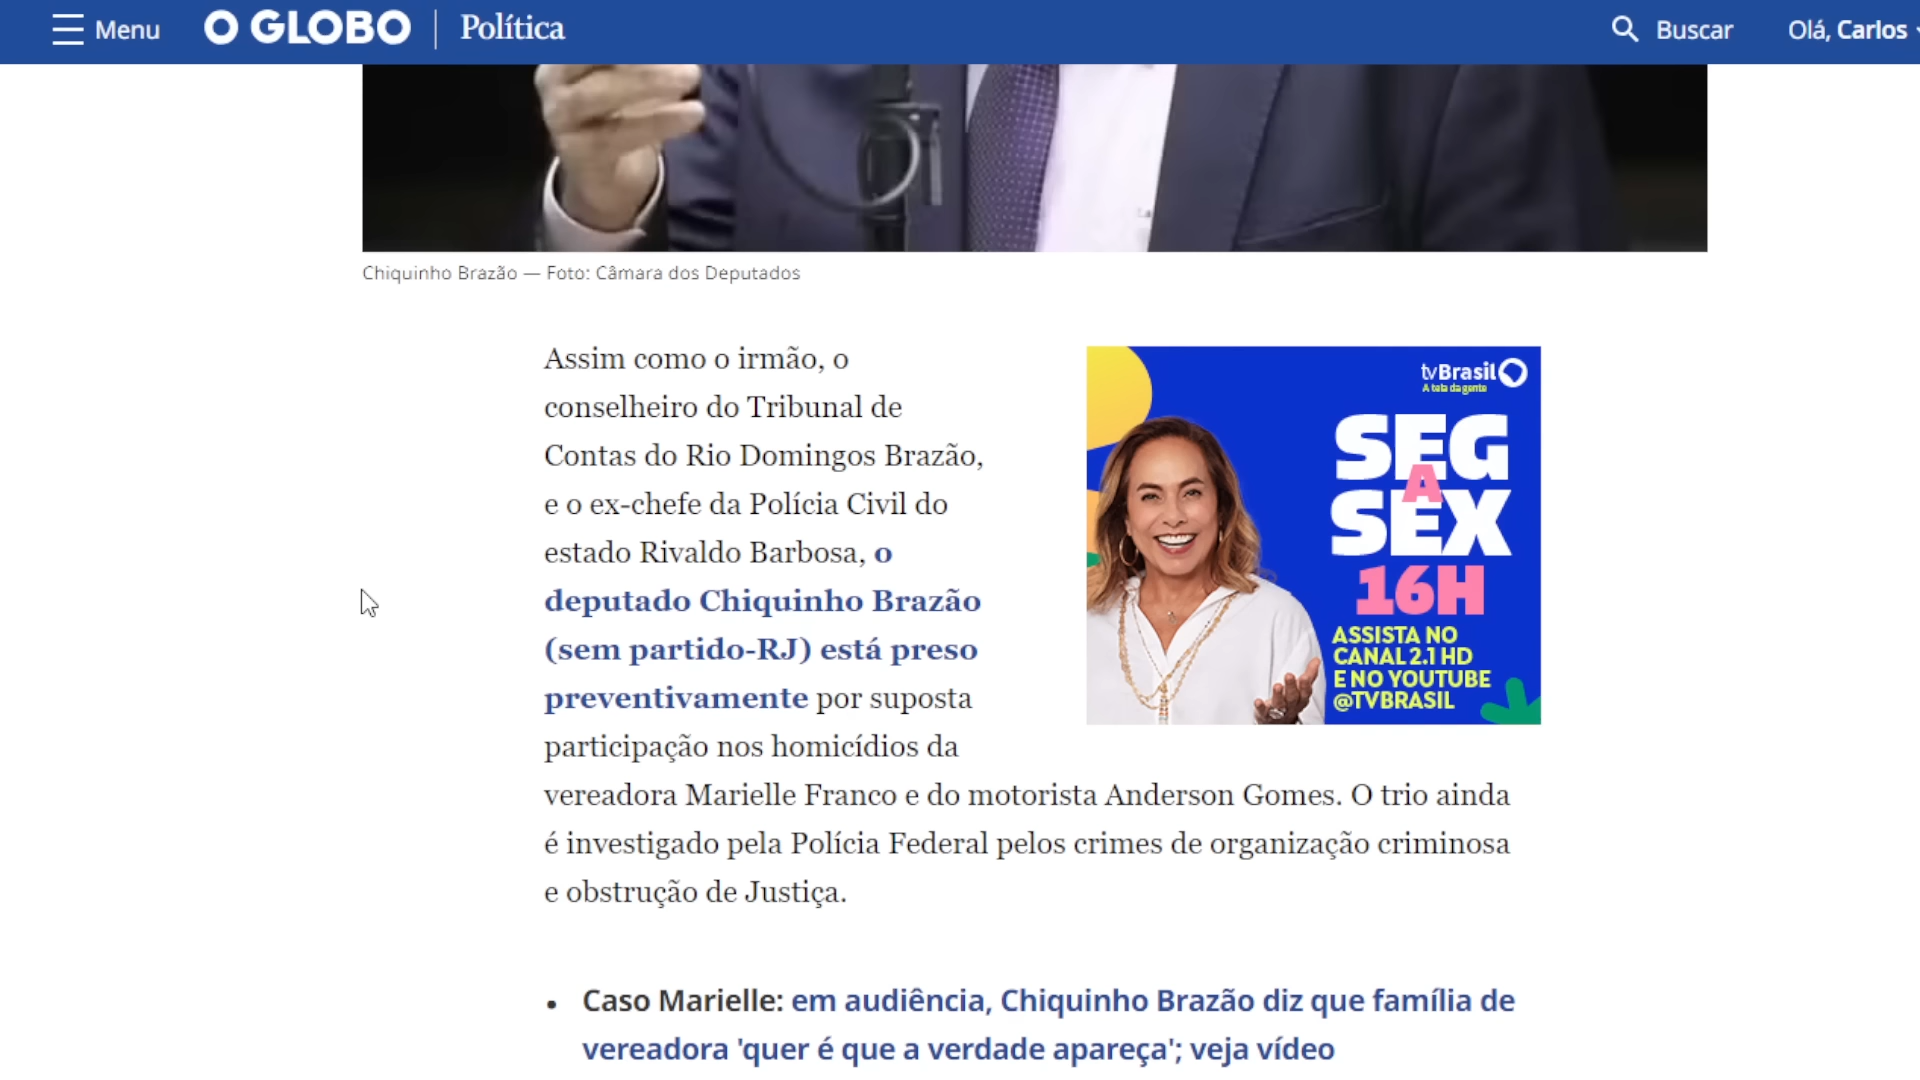 Menu
O GLOBO
Política
Buscar
Olá, Carlos
Chiquinho Brazão — Foto: Câmara dos Deputados
Assim como o irmão, o
conselheiro do Tribunal de
Contas do Rio Domingos Brazão,
e o ex-chefe da Polícia Civil do
estado Rivaldo Barbosa, o
deputado Chiquinho Brazão
(sem partido-RJ) está preso
preventivamente por suposta
participação nos homicídios da
vereadora Marielle Franco e do motorista Anderson Gomes. O trio ainda
é investigado pela Polícia Federal pelos crimes de organização criminosa
e obstrução de Justiça.
tvBrasil
A tela da gente
SEG
A
SEX
16H
ASSISTA NO
CANAL 2.1 HD
E NO YOUTUBE
@TVBRASIL
• Caso Marielle: em audiência, Chiquinho Brazão diz que família de
vereadora 'quer é que a verdade apareça'; veja vídeo